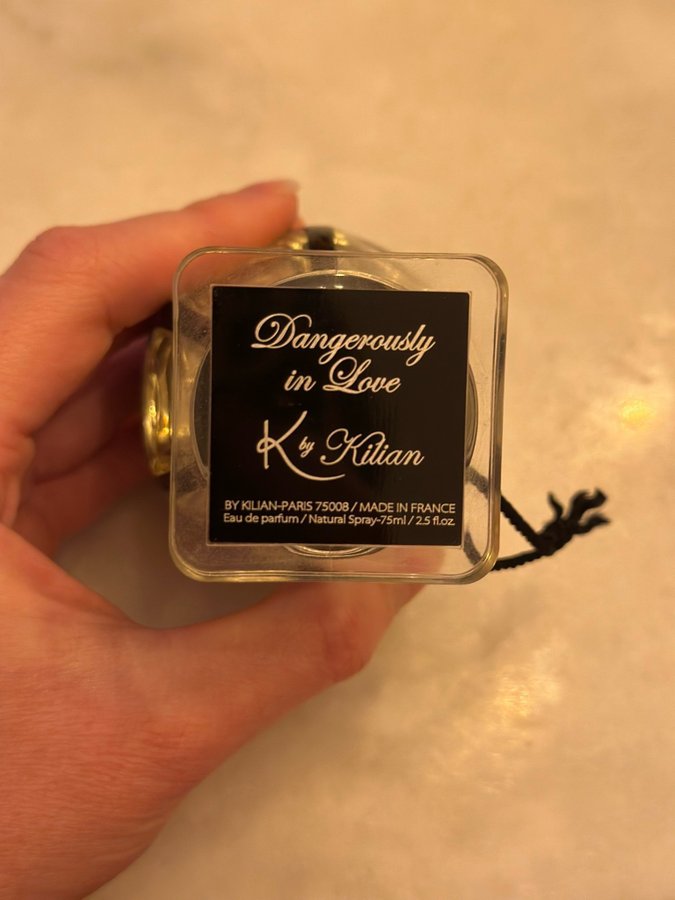 Dangerously
in Love
K by Kilian
BY KILIAN-PARIS 75008 / MADE IN FRANCE
Eau de parfum / Natural Spray-75ml / 2.5 fl.oz.